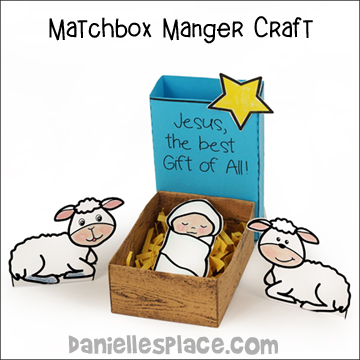 Matchbox Manger Craft
Jesus,
the best
Gift of All!
DANIELLESPLACE.COM